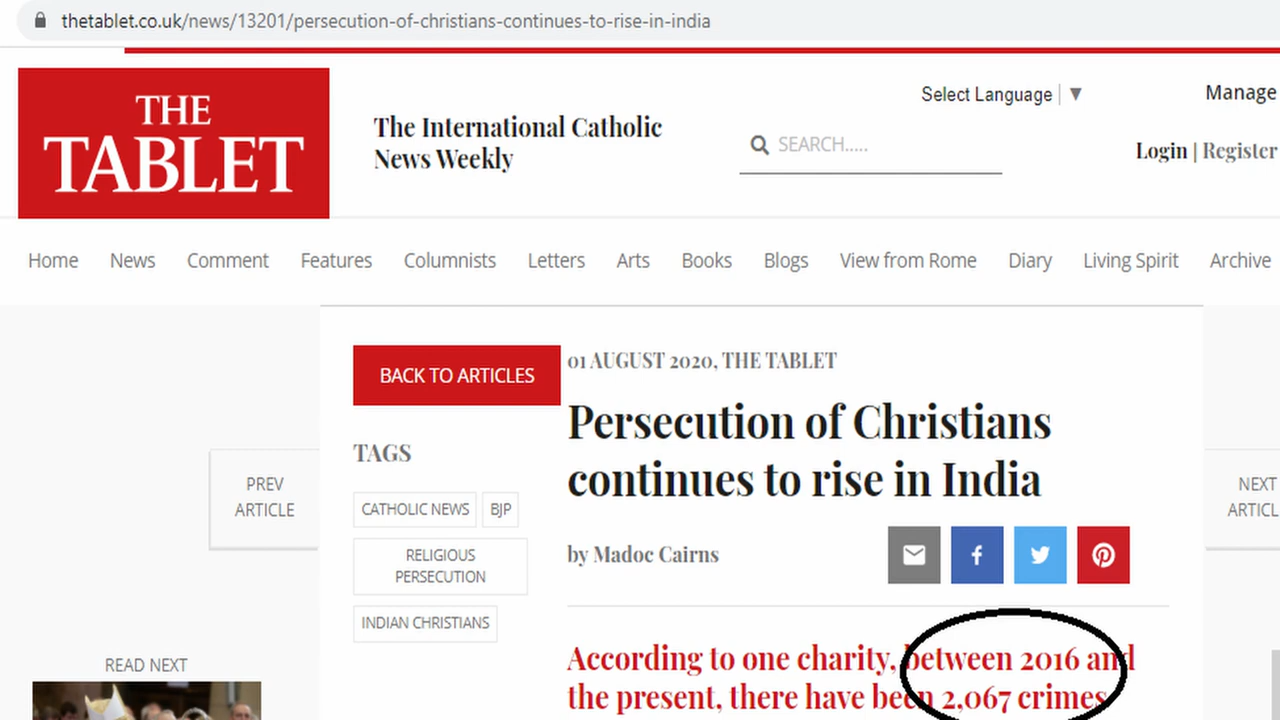 thetablet.co.uk/news/13201/persecution-of-christians-continues-to-rise-in-india
THE
TABLET
The International Catholic
News Weekly
Select Language ▼
SEARCH.....
Manage
Login | Register
Home News Comment Features Columnists Letters Arts Books Blogs View from Rome Diary Living Spirit Archive
BACK TO ARTICLES
01 AUGUST 2020, THE TABLET
Persecution of Christians
continues to rise in India
by Madoc Cairns
TAGS
CATHOLIC NEWS BJP
RELIGIOUS
PERSECUTION
INDIAN CHRISTIANS
PREV
ARTICLE
NEXT
ARTICL
READ NEXT
According to one charity, between 2016 and
the present, there have been 2,067 crimes